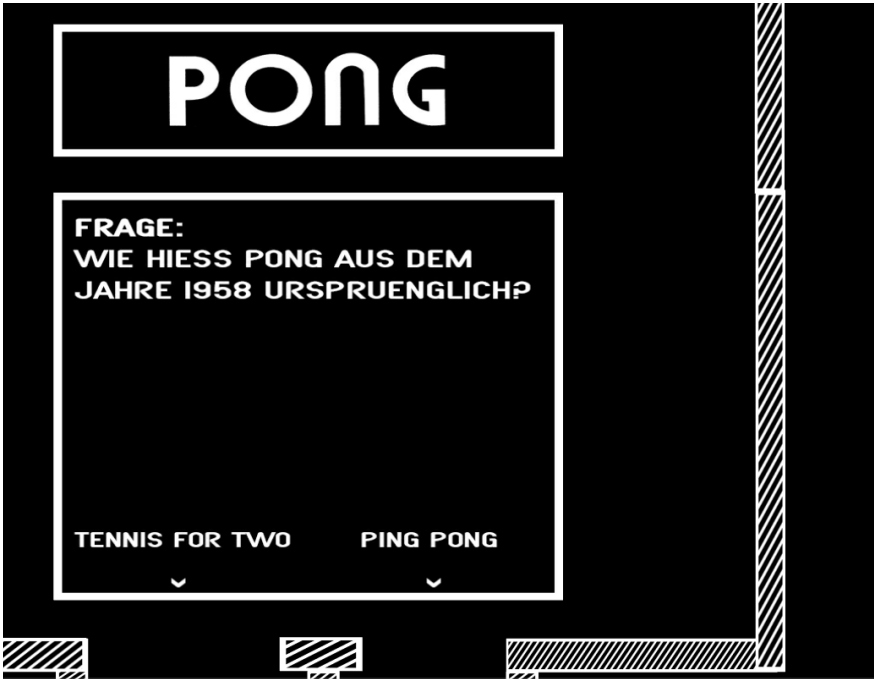 PONG
FRAGE:
WIE HIESS PONG AUS DEM
JAHRE 1958 URSPRUENGLICH?
TENNIS FOR TWO
PING PONG